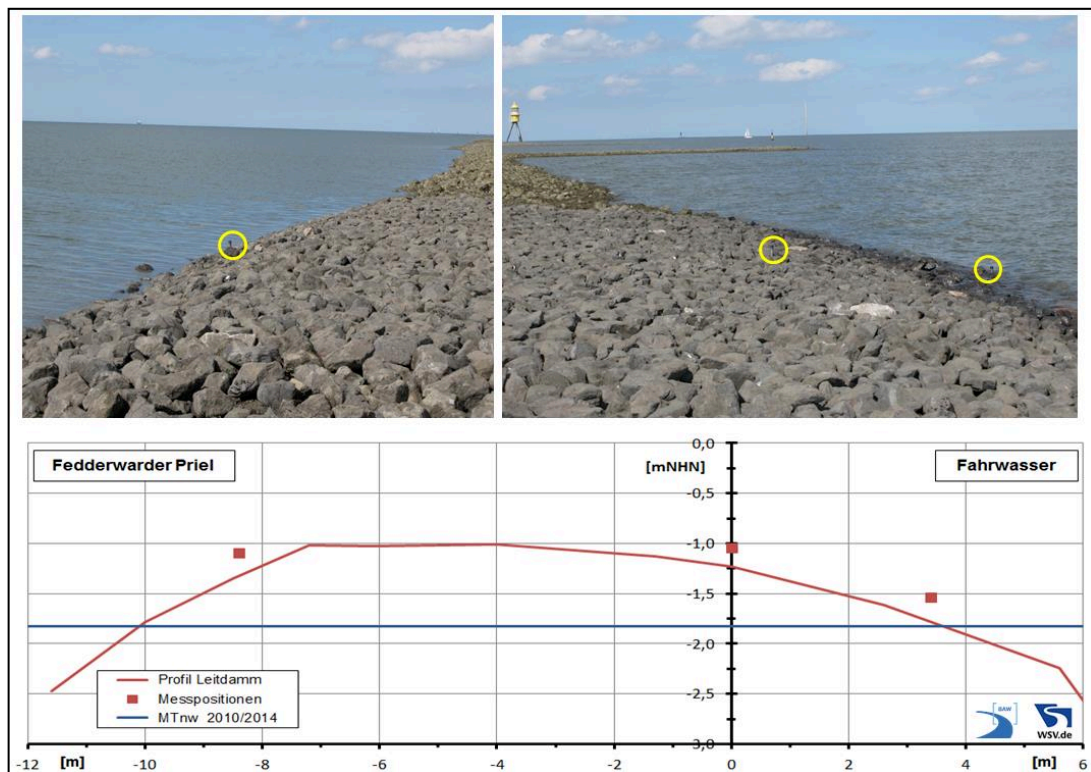 Fedderwarder Priel
[mNHN]
Fahrwasser
0,0
-0,5
-1,0
-1,5
-2,0
-2,5
-3,0
Profil Leitdamm
Messpositionen
MTnw 2010/2014
[BAW]
WSV.de
-12
[m]
-10
-8
-6
-4
-2
0
2
4
[m]
6